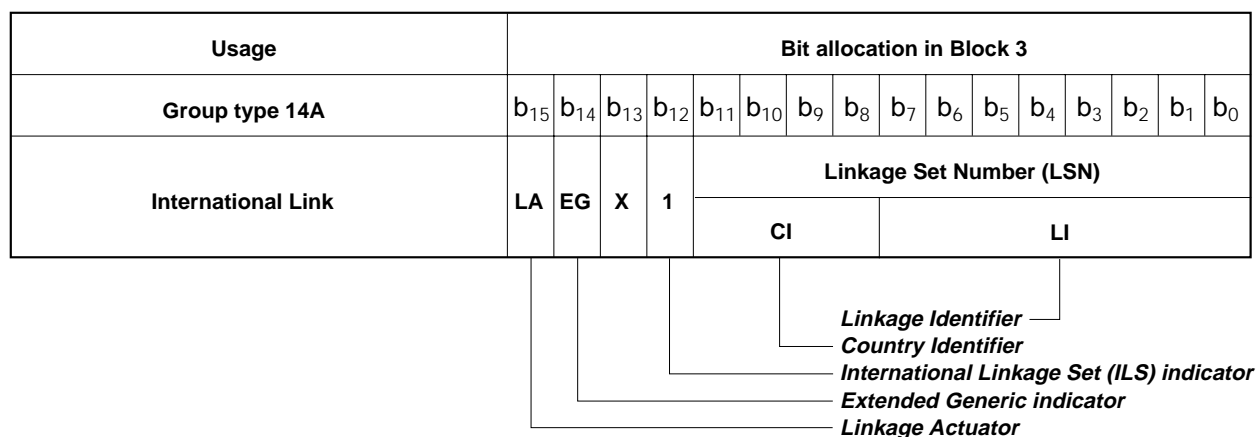 Usage Bit allocation in Block 3
Group type 14A b15 b14 b13 b12 b11 b10 b9 b8 b7 b6 b5 b4 b3 b2 b1 b0
International Link LA EG X 1 Linkage Set Number (LSN)
CI LI
Linkage Identifier
Country Identifier
International Linkage Set (ILS) indicator
Extended Generic indicator
Linkage Actuator